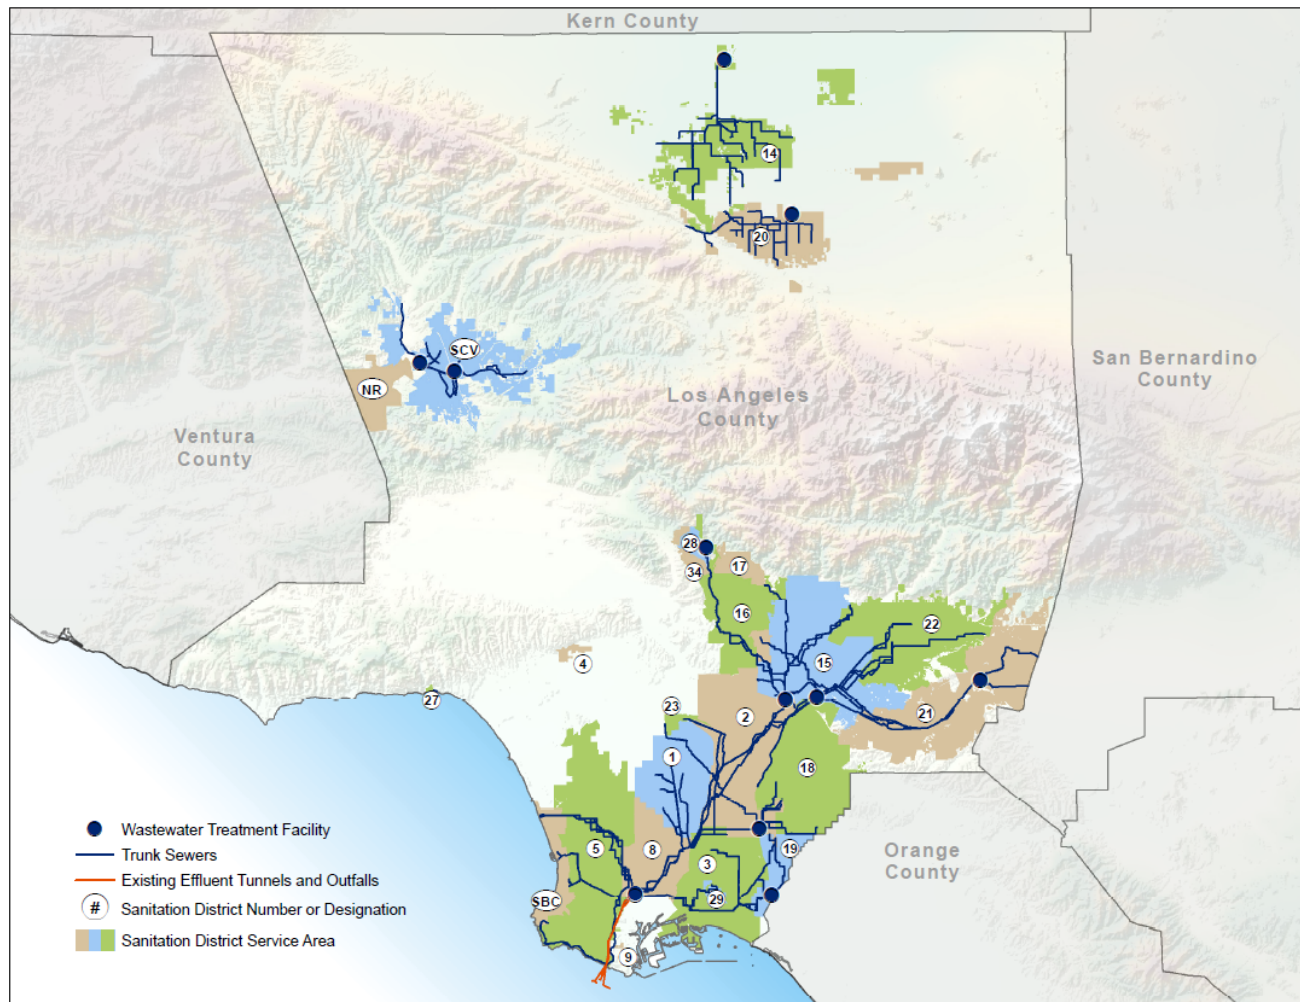 Kern County
14
20
SCV
NR
San Bernardino
County
Los Angeles
County
Ventura
County
28
17
34
16
22
4
15
27
23
2
21
1
18
5
8
3
19
Orange
County
SBC
29
9
Wastewater Treatment Facility
Trunk Sewers
Existing Effluent Tunnels and Outfalls
# Sanitation District Number or Designation
Sanitation District Service Area